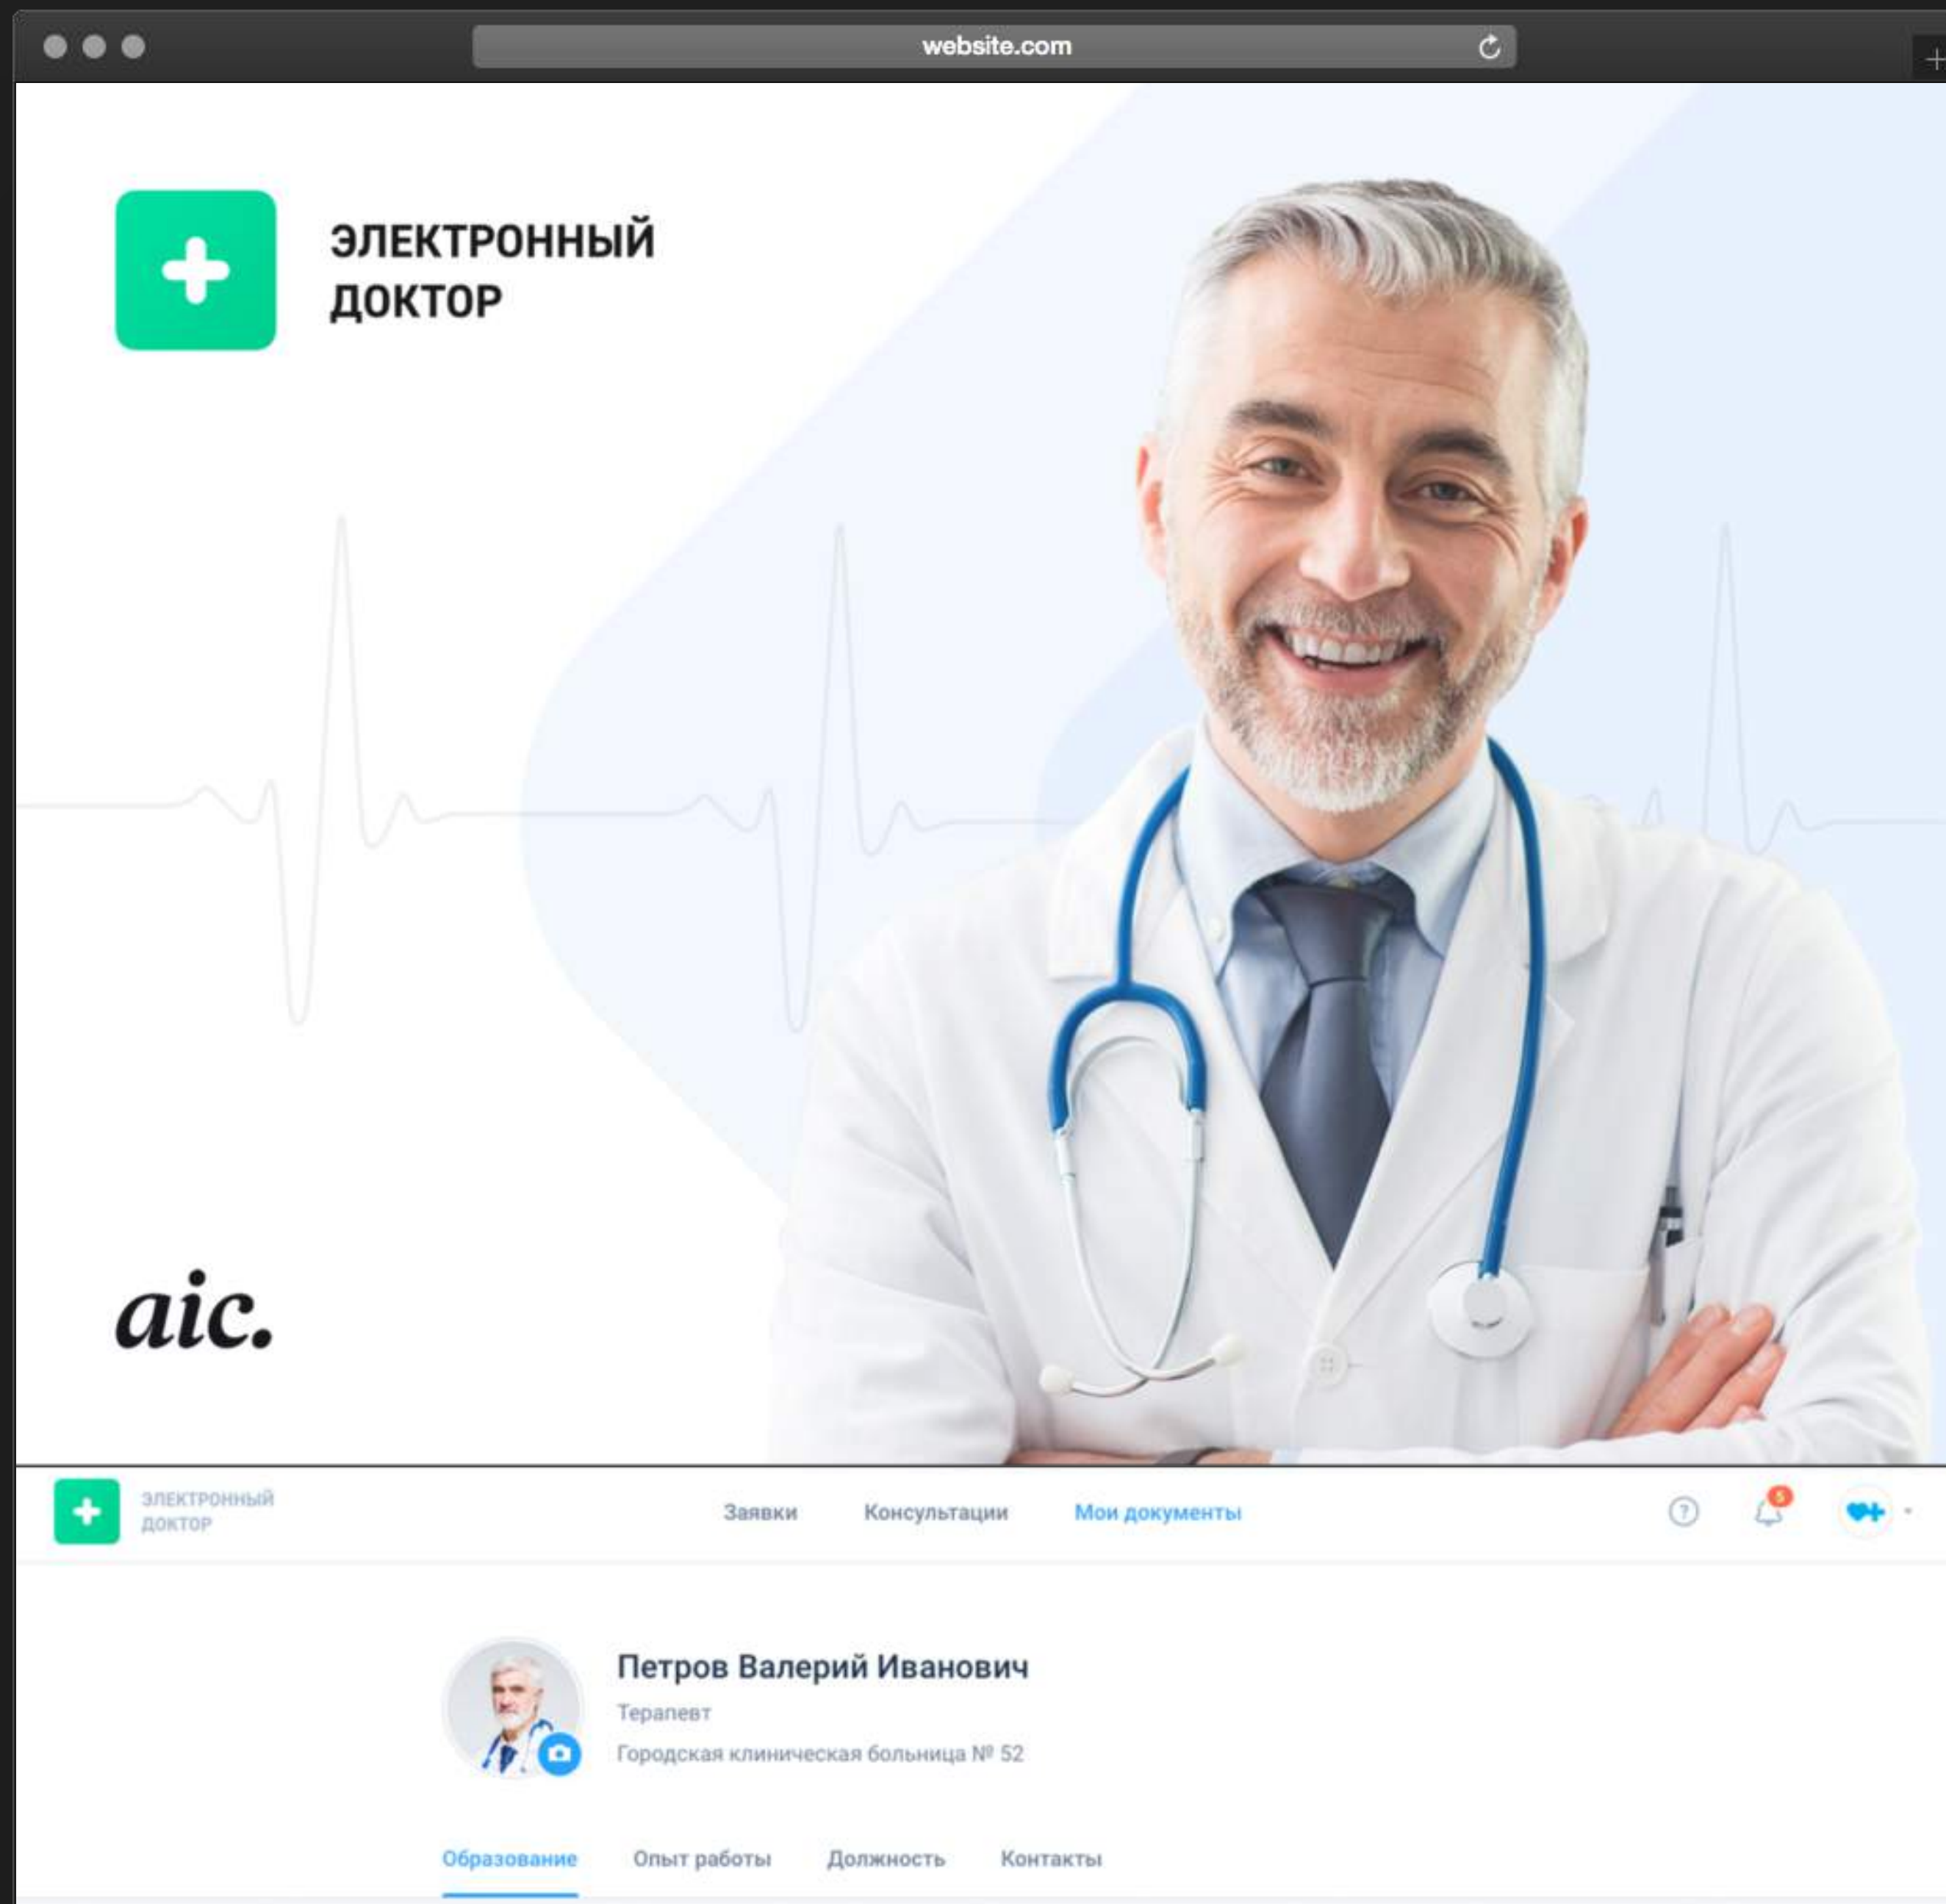 website.com
ЭЛЕКТРОННЫЙ
ДОКТОР
aic.
ЭЛЕКТРОННЫЙ
ДОКТОР
Заявки Консультации Мои документы ? 5
Петров Валерий Иванович
Терапевт
Городская клиническая больница № 52
Образование Опыт работы Должность Контакты